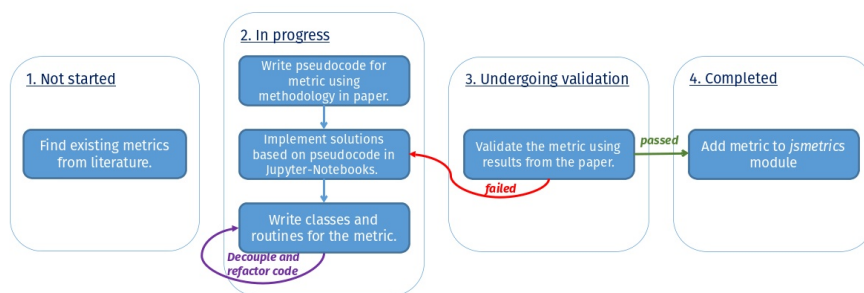 1. Not started
Find existing metrics
from literature.
2. In progress
Write pseudocode for
metric using
methodology in paper.
Implement solutions
based on pseudocode in
Jupyter-Notebooks.
Write classes and
routines for the metric.
Decouple and
refactor code
3. Undergoing validation
Validate the metric using
results from the paper.
failed
passed
4. Completed
Add metric to jsmetrics
module